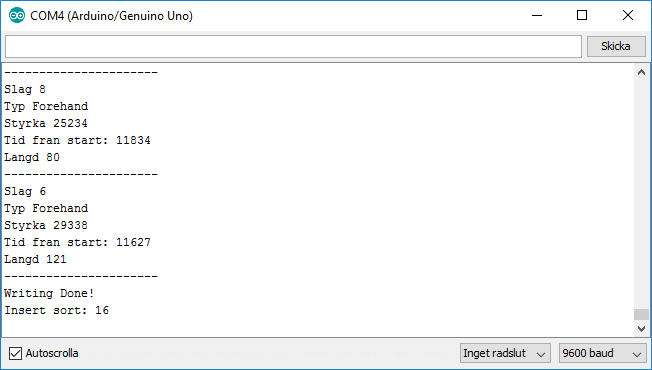 COM4 (Arduino/Genuino Uno)
Skicka
----------------------
Slag 8
Typ Forehand
Styrka 25234
Tid fran start: 11834
Langd 80
----------------------
Slag 6
Typ Forehand
Styrka 29338
Tid fran start: 11627
Langd 121
----------------------
Writing Done!
Insert sort: 16
Autoscrolla
Inget radslut
9600 baud